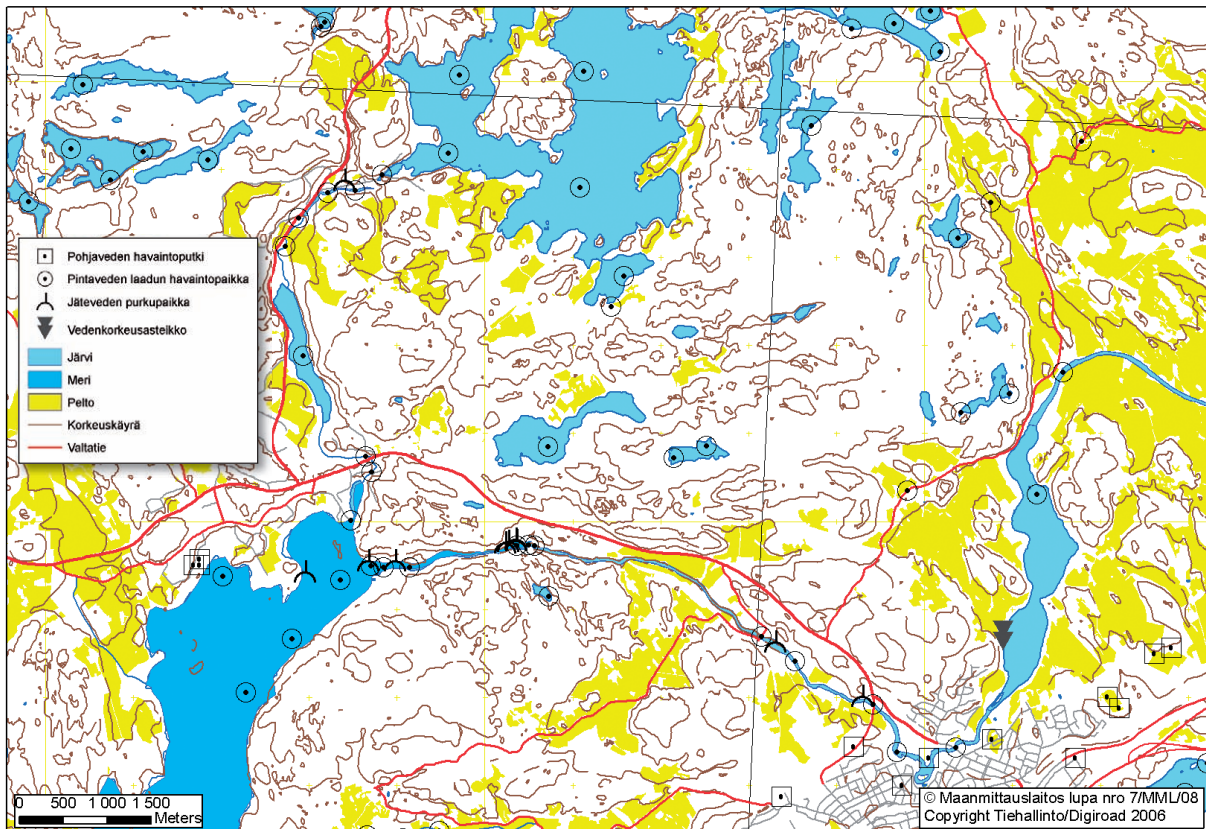 Pohjaveden havaintoputki
Pintaveden laadun havaintopaikka
Jäteveden purkupaikka
Vedenkorkeusasteikko
Järvi
Meri
Pelto
Korkeuskäyrä
Valtatie
0 500 1 000 1 500
Meters
© Maanmittauslaitos lupa nro 7/MML/08
Copyright Tiehallinto/Digiroad 2006